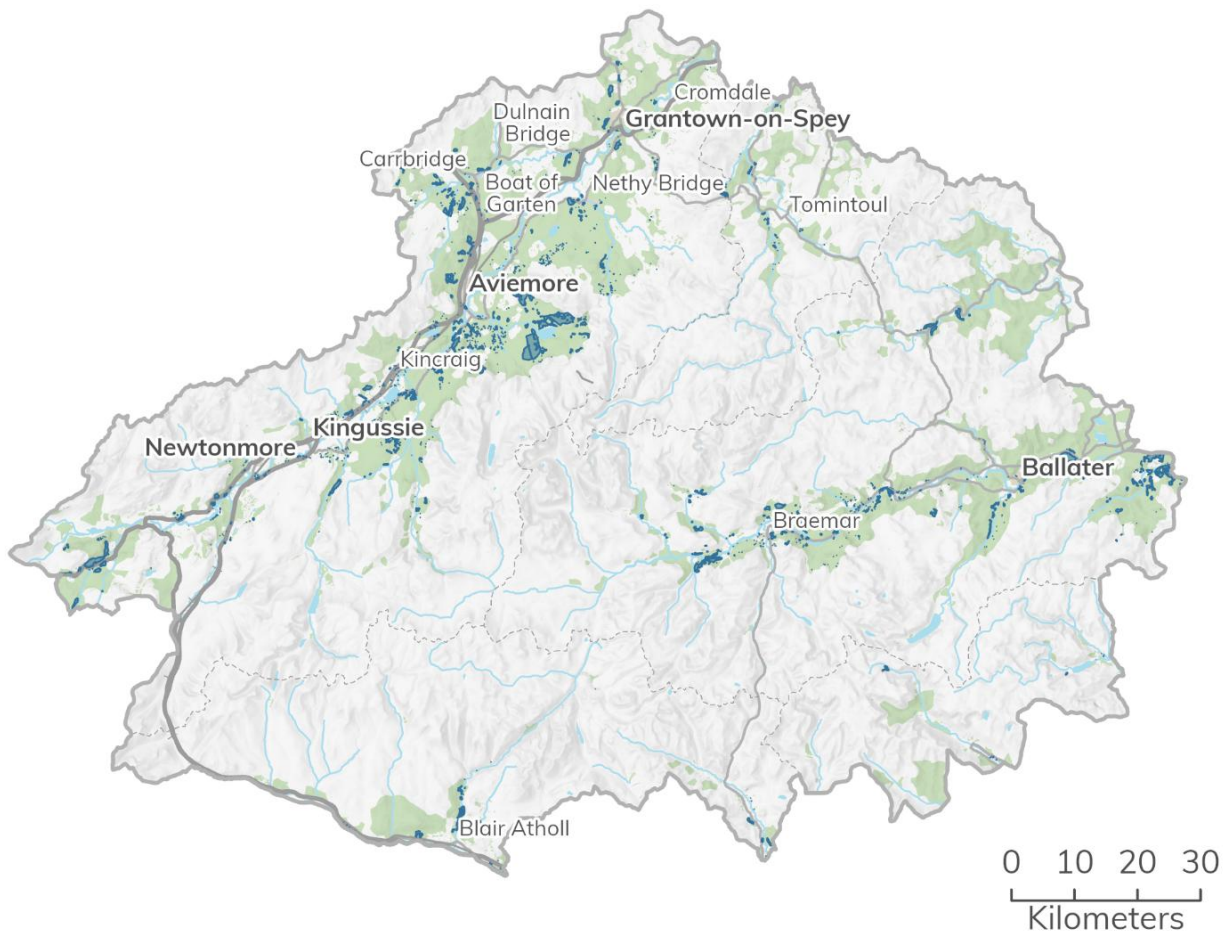 Cromdale
Dulnain
Bridge
Grantown-on-Spey
Carrbridge
Boat of
Garten
Nethy Bridge
Tomintoul
Aviemore
Kincraig
Kingussie
Newtonmore
Ballater
Braemar
Blair Atholl
0 10 20 30
Kilometers